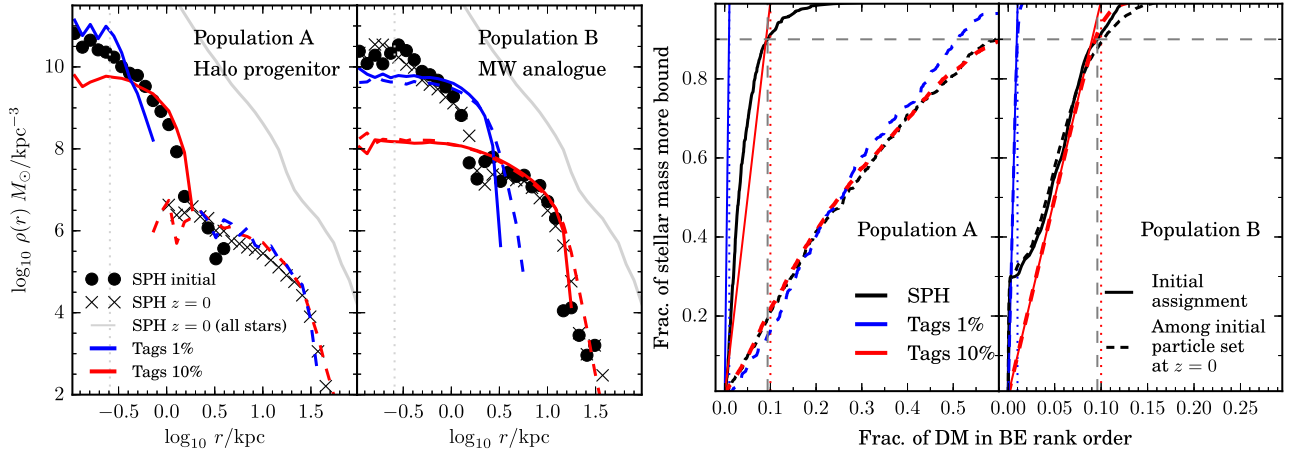 Population A
Halo progenitor
Population B
MW analogue
log₁₀ ρ(r) M⊙/kpc⁻³
10
8
6
4
2
SPH initial
SPH z = 0
SPH z = 0 (all stars)
Tags 1%
Tags 10%
−0.5 0.0 0.5 1.0 1.5
−0.5 0.0 0.5 1.0 1.5
log₁₀ r/kpc
log₁₀ r/kpc
Frac. of stellar mass more bound
0.8
0.6
0.4
0.2
Population A
SPH
Tags 1%
Tags 10%
Population B
Initial
assignment
Among initial
particle set
at z = 0
0.0 0.1 0.2 0.3 0.4 0.5
0.00 0.05 0.10 0.15 0.20 0.25
Frac. of DM in BE rank order